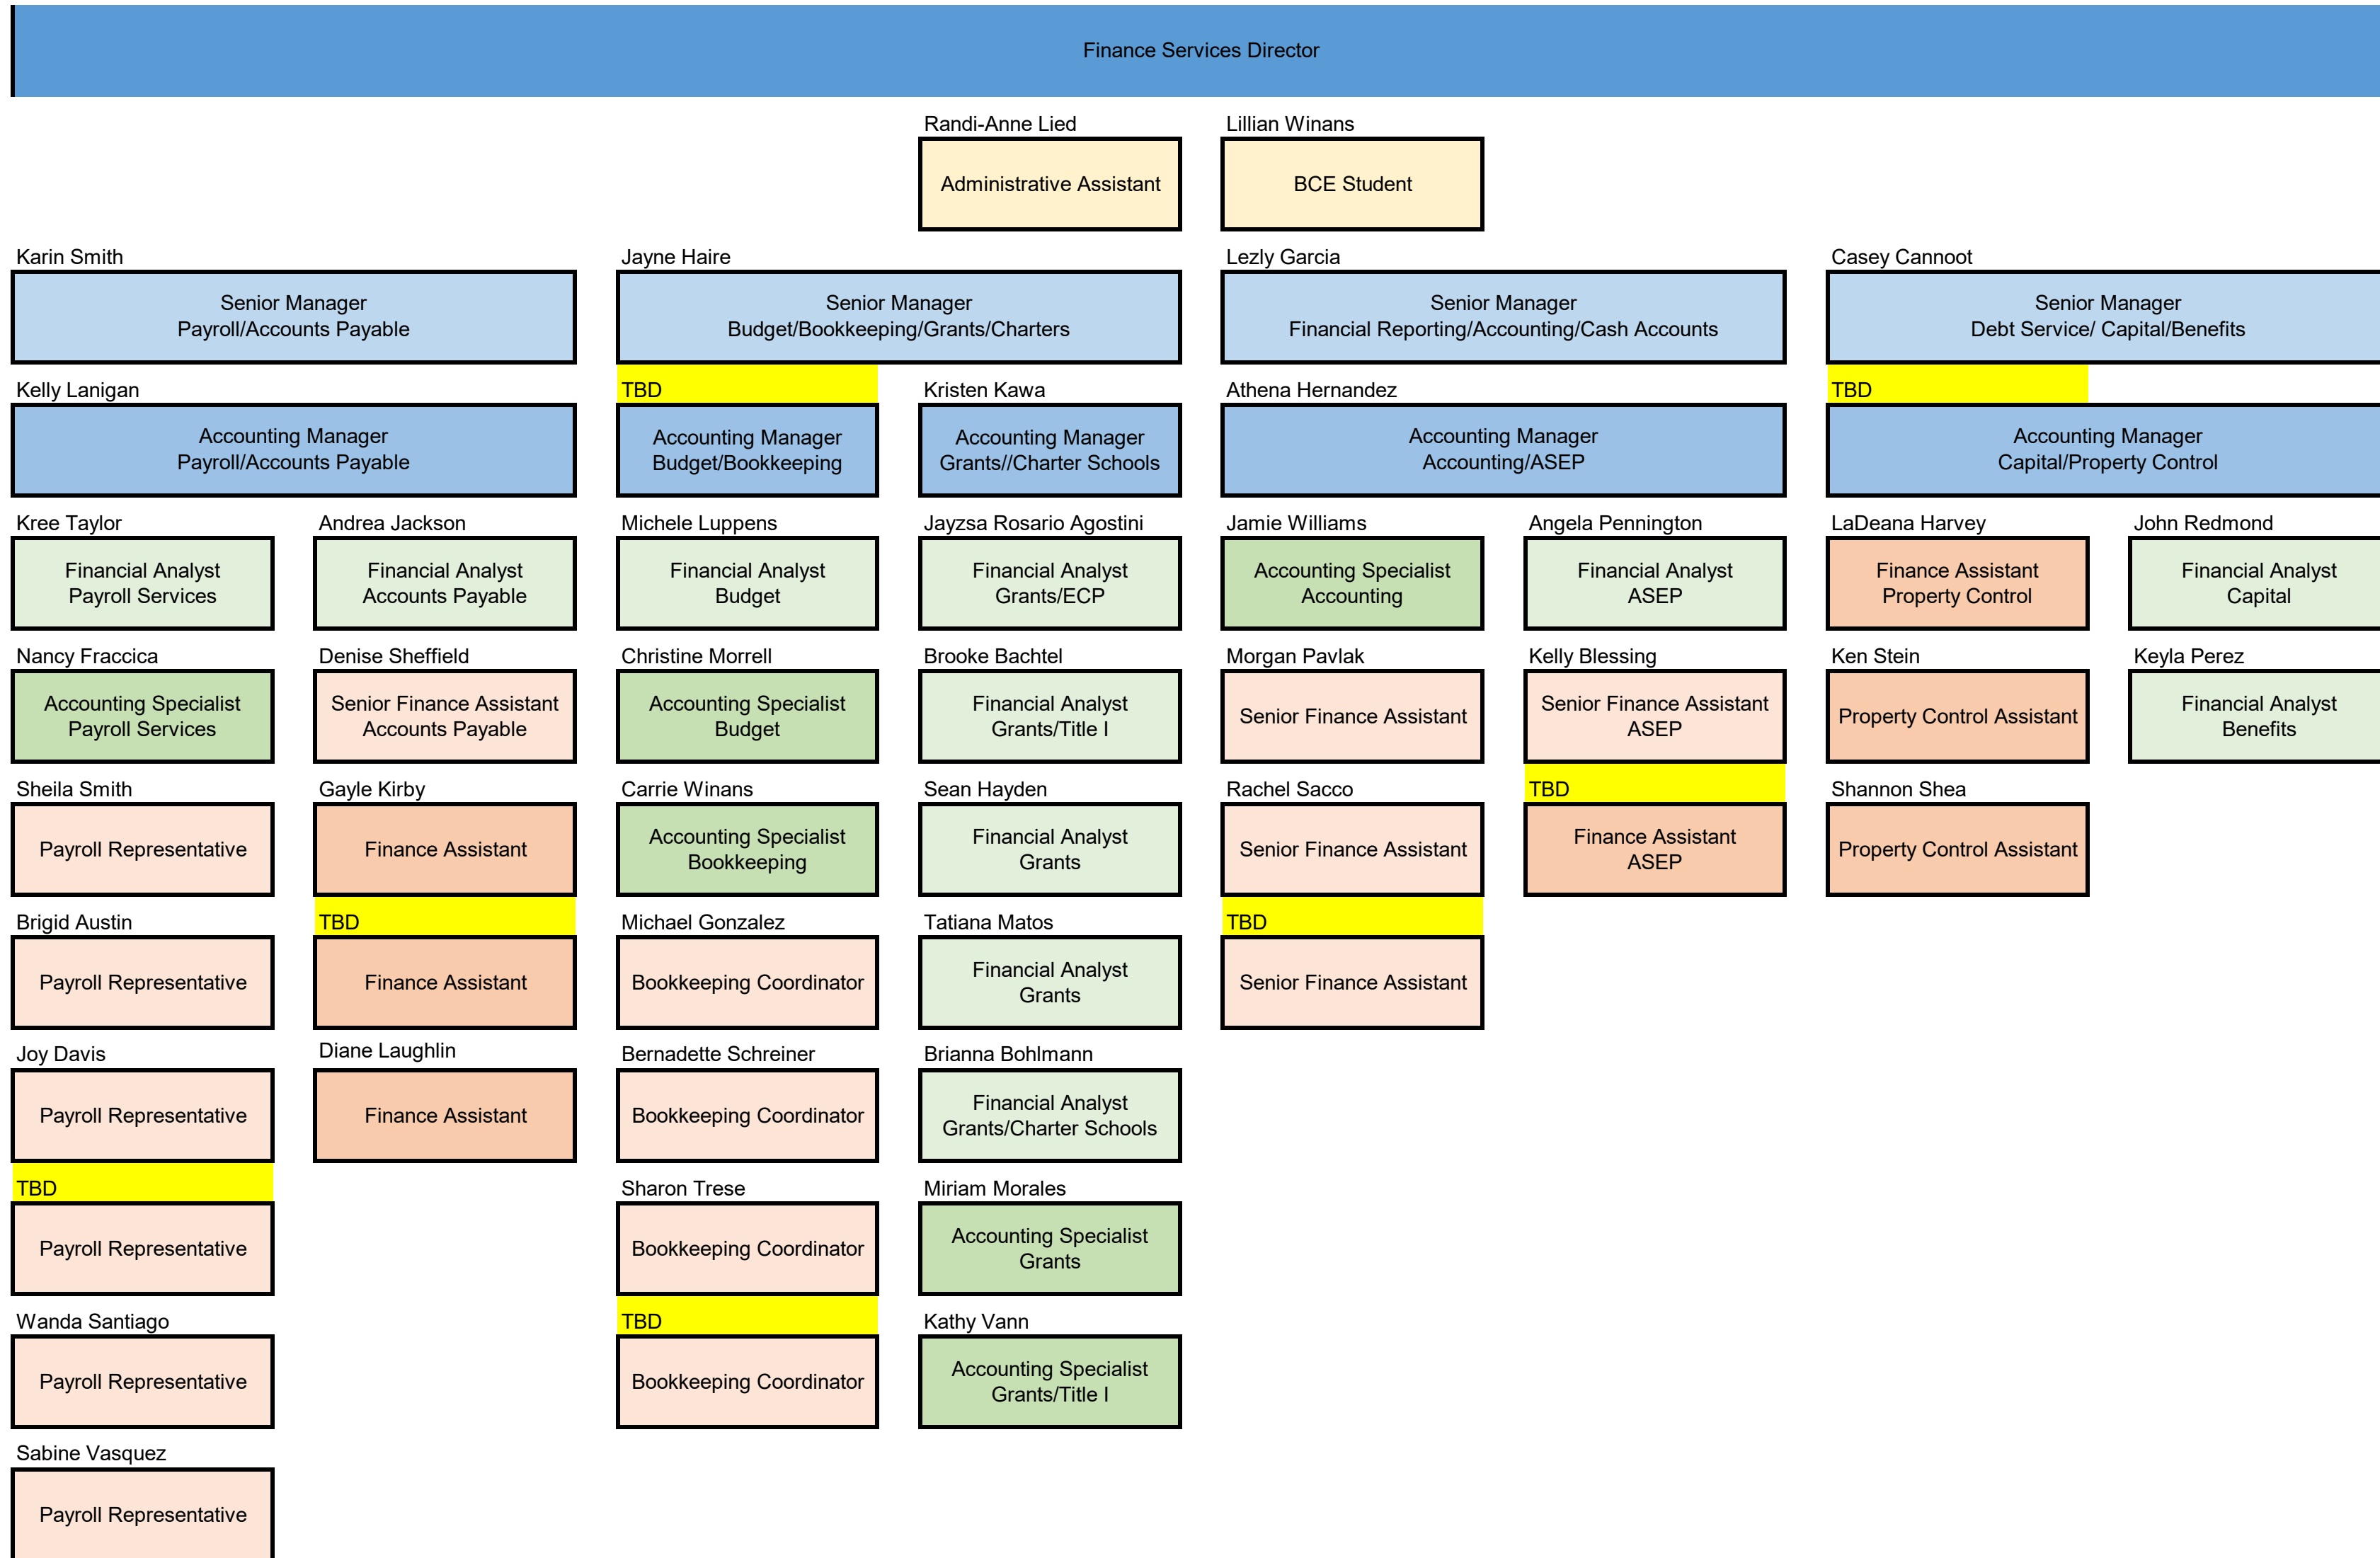 Finance Services Director
Randi-Anne Lied
Lillian Winans
Administrative Assistant
BCE Student
Karin Smith
Jayne Haire
Lezly Garcia
Casey Cannoot
Senior Manager
Payroll/Accounts Payable
Senior Manager
Budget/Bookkeeping/Grants/Charters
Senior Manager
Financial Reporting/Accounting/Cash Accounts
Senior Manager
Debt Service/ Capital/Benefits
Kelly Lanigan
TBD
Kristen Kawa
Athena Hernandez
TBD
Accounting Manager
Payroll/Accounts Payable
Accounting Manager
Budget/Bookkeeping
Accounting Manager
Grants//Charter Schools
Accounting Manager
Accounting/ASEP
Accounting Manager
Capital/Property Control
Kree Taylor
Andrea Jackson
Michele Luppens
Jayzsa Rosario Agostini
Jamie Williams
Angela Pennington
LaDeana Harvey
John Redmond
Financial Analyst
Payroll Services
Financial Analyst
Accounts Payable
Financial Analyst
Budget
Financial Analyst
Grants/ECP
Accounting Specialist
Accounting
Financial Analyst
ASEP
Finance Assistant
Property Control
Financial Analyst
Capital
Nancy Fraccica
Denise Sheffield
Christine Morrell
Brooke Bachtel
Morgan Pavlak
Kelly Blessing
Ken Stein
Keyla Perez
Accounting Specialist
Payroll Services
Senior Finance Assistant
Accounts Payable
Accounting Specialist
Budget
Financial Analyst
Grants/Title I
Senior Finance Assistant
Senior Finance Assistant
ASEP
Property Control Assistant
Financial Analyst
Benefits
Sheila Smith
Gayle Kirby
Carrie Winans
Sean Hayden
Rachel Sacco
TBD
Shannon Shea
Payroll Representative
Finance Assistant
Accounting Specialist
Bookkeeping
Financial Analyst
Grants
Senior Finance Assistant
Finance Assistant
ASEP
Property Control Assistant
Brigid Austin
TBD
Michael Gonzalez
Tatiana Matos
TBD
Payroll Representative
Finance Assistant
Bookkeeping Coordinator
Financial Analyst
Grants
Senior Finance Assistant
Joy Davis
Diane Laughlin
Bernadette Schreiner
Brianna Bohlmann
Payroll Representative
Finance Assistant
Bookkeeping Coordinator
Financial Analyst
Grants/Charter Schools
TBD
Sharon Trese
Miriam Morales
Payroll Representative
Bookkeeping Coordinator
Accounting Specialist
Grants
Wanda Santiago
TBD
Kathy Vann
Payroll Representative
Bookkeeping Coordinator
Accounting Specialist
Grants/Title I
Sabine Vasquez
Payroll Representative